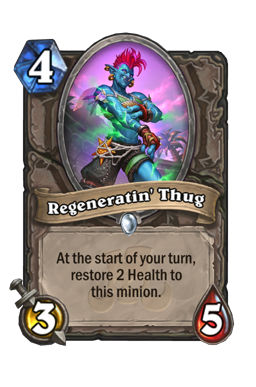 4
Regeneratin' Thug
At the start of your turn,
restore 2 Health to
this minion.
3
5